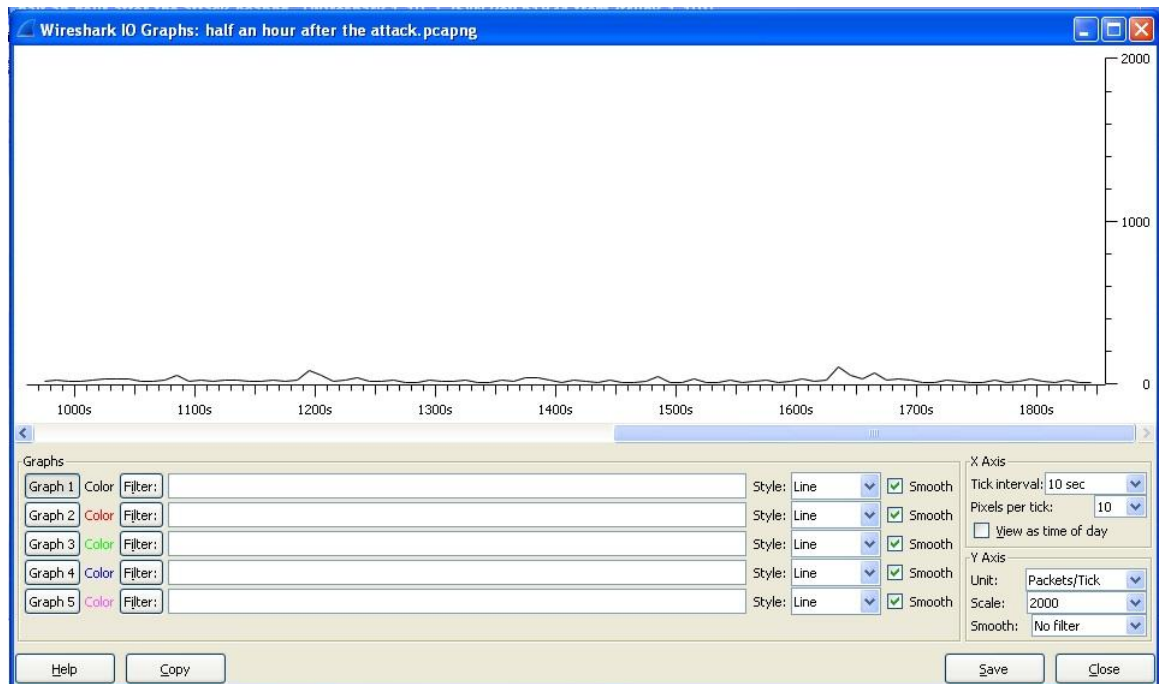 Wireshark IO Graphs: half an hour after the attack.pcapng
2000
1000
0
1000s 1100s 1200s 1300s 1400s 1500s 1600s 1700s 1800s
Graphs
Graph 1 Color Filter: Style: Line Smooth
Graph 2 Color Filter: Style: Line Smooth
Graph 3 Color Filter: Style: Line Smooth
Graph 4 Color Filter: Style: Line Smooth
Graph 5 Color Filter: Style: Line Smooth
X Axis
Tick interval: 10 sec
Pixels per tick: 10
View as time of day
Y Axis
Unit: Packets/Tick
Scale: 2000
Smooth: No filter
Help Copy Save Close